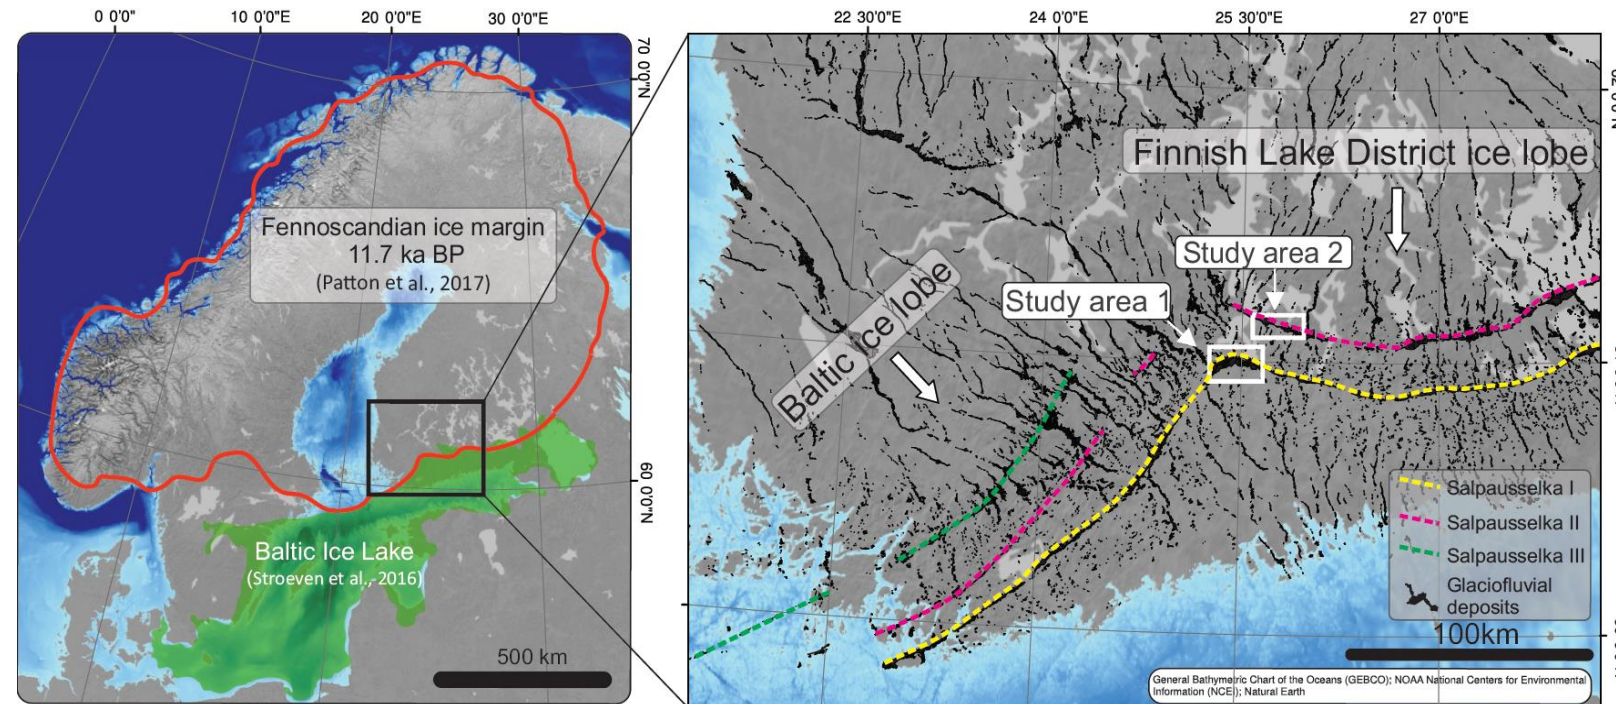 0 0'0"
10 0'0"E
20 0'0"E
30 0'0"E
70 0'0"N
60 0'0"N
Fennoscandian ice margin
11.7 ka BP
(Patton et al., 2017)
Baltic Ice Lake
(Stroeven et al., 2016)
500 km
22 30'0"E
24 0'0"E
25 30'0"E
27 0'0"E
Finnish Lake District ice lobe
Study area 2
Study area 1
Baltic ice lobe
Salpausselka I
Salpausselka II
Salpausselka III
Glaciofluvial
deposits
100km
General Bathymetric Chart of the Oceans (GEBCO); NOAA National Centers for Environmental
Information (NCEI); Natural Earth